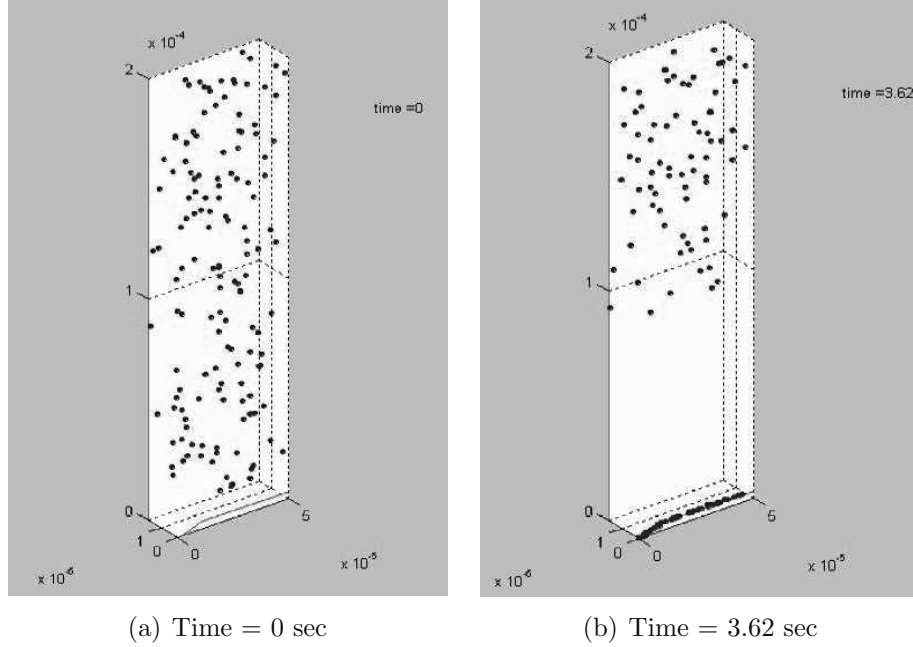 x 10⁻⁴
2
1
0
1
0
0
5
x 10⁻⁶
x 10⁻⁵
time =0
(a) Time = 0 sec
x 10⁻⁴
2
1
0
1
0
0
5
x 10⁻⁶
x 10⁻⁵
time =3.62
(b) Time = 3.62 sec